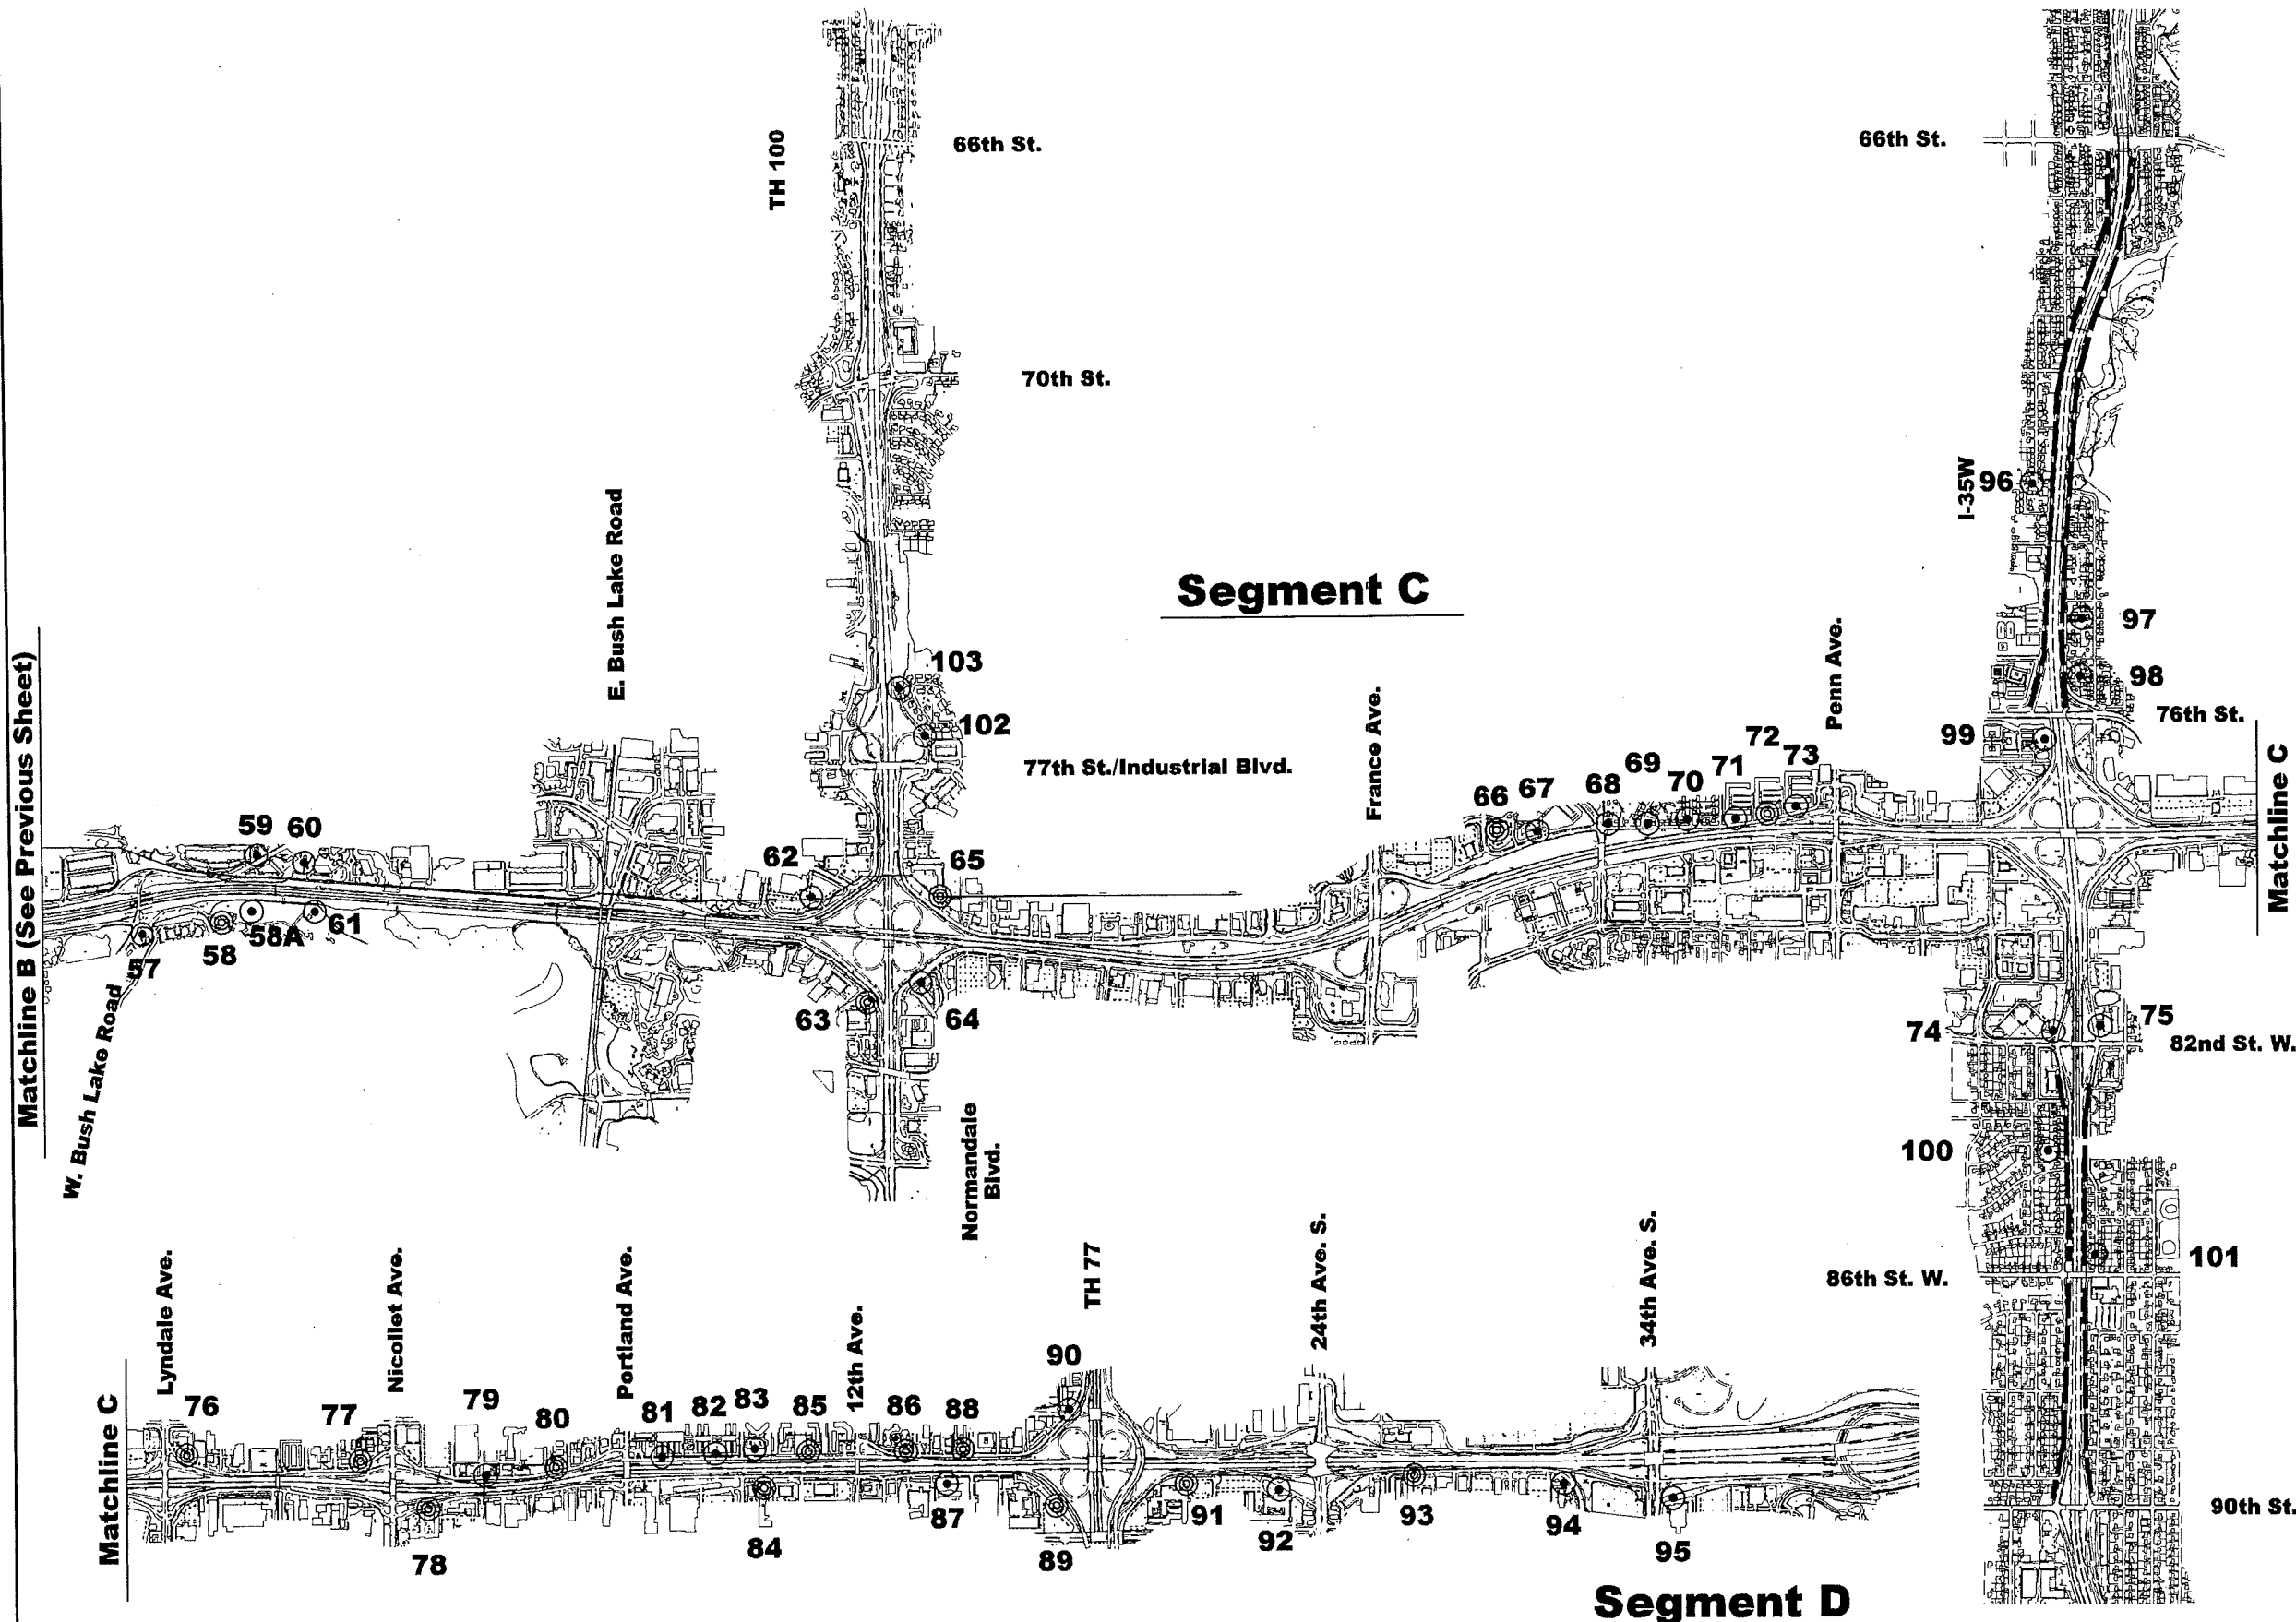 66th St.
66th St.
TH 100
70th St.
I-35W
96
E. Bush Lake Road
Segment C
97
103
98
102
Penn Ave.
France Ave.
76th St.
99
77th St./Industrial Blvd.
72
73
71
69
70
68
67
66
Matchline C
Matchline B (See Previous Sheet)
59
60
62
65
61
58A
58
57
63
64
74
75
82nd St. W.
W. Bush Lake Road
Normandale
Blvd.
100
101
86th St. W.
Lyndale Ave.
Nicollet Ave.
Portland Ave.
12th Ave.
TH 77
24th Ave. S.
34th Ave. S.
Matchline C
76
77
79
80
81
82
83
85
86
88
90
78
84
87
89
91
92
93
94
95
90th St.
Segment D